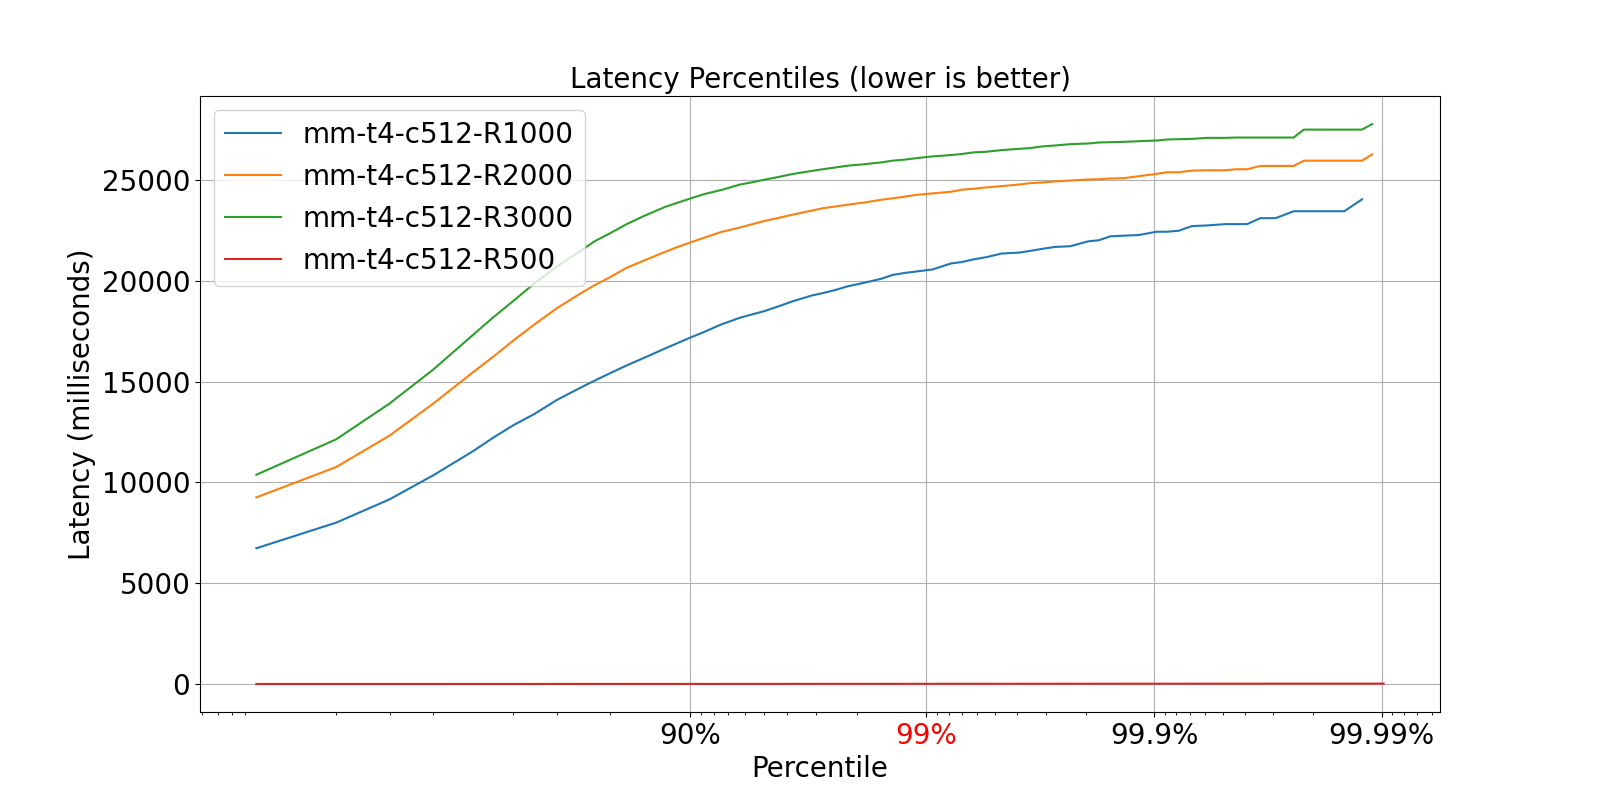 Latency Percentiles (lower is better)
mm-t4-c512-R1000
mm-t4-c512-R2000
mm-t4-c512-R3000
mm-t4-c512-R500
Latency (milliseconds)
25000
20000
15000
10000
5000
0
90%
99%
99.9%
99.99%
Percentile